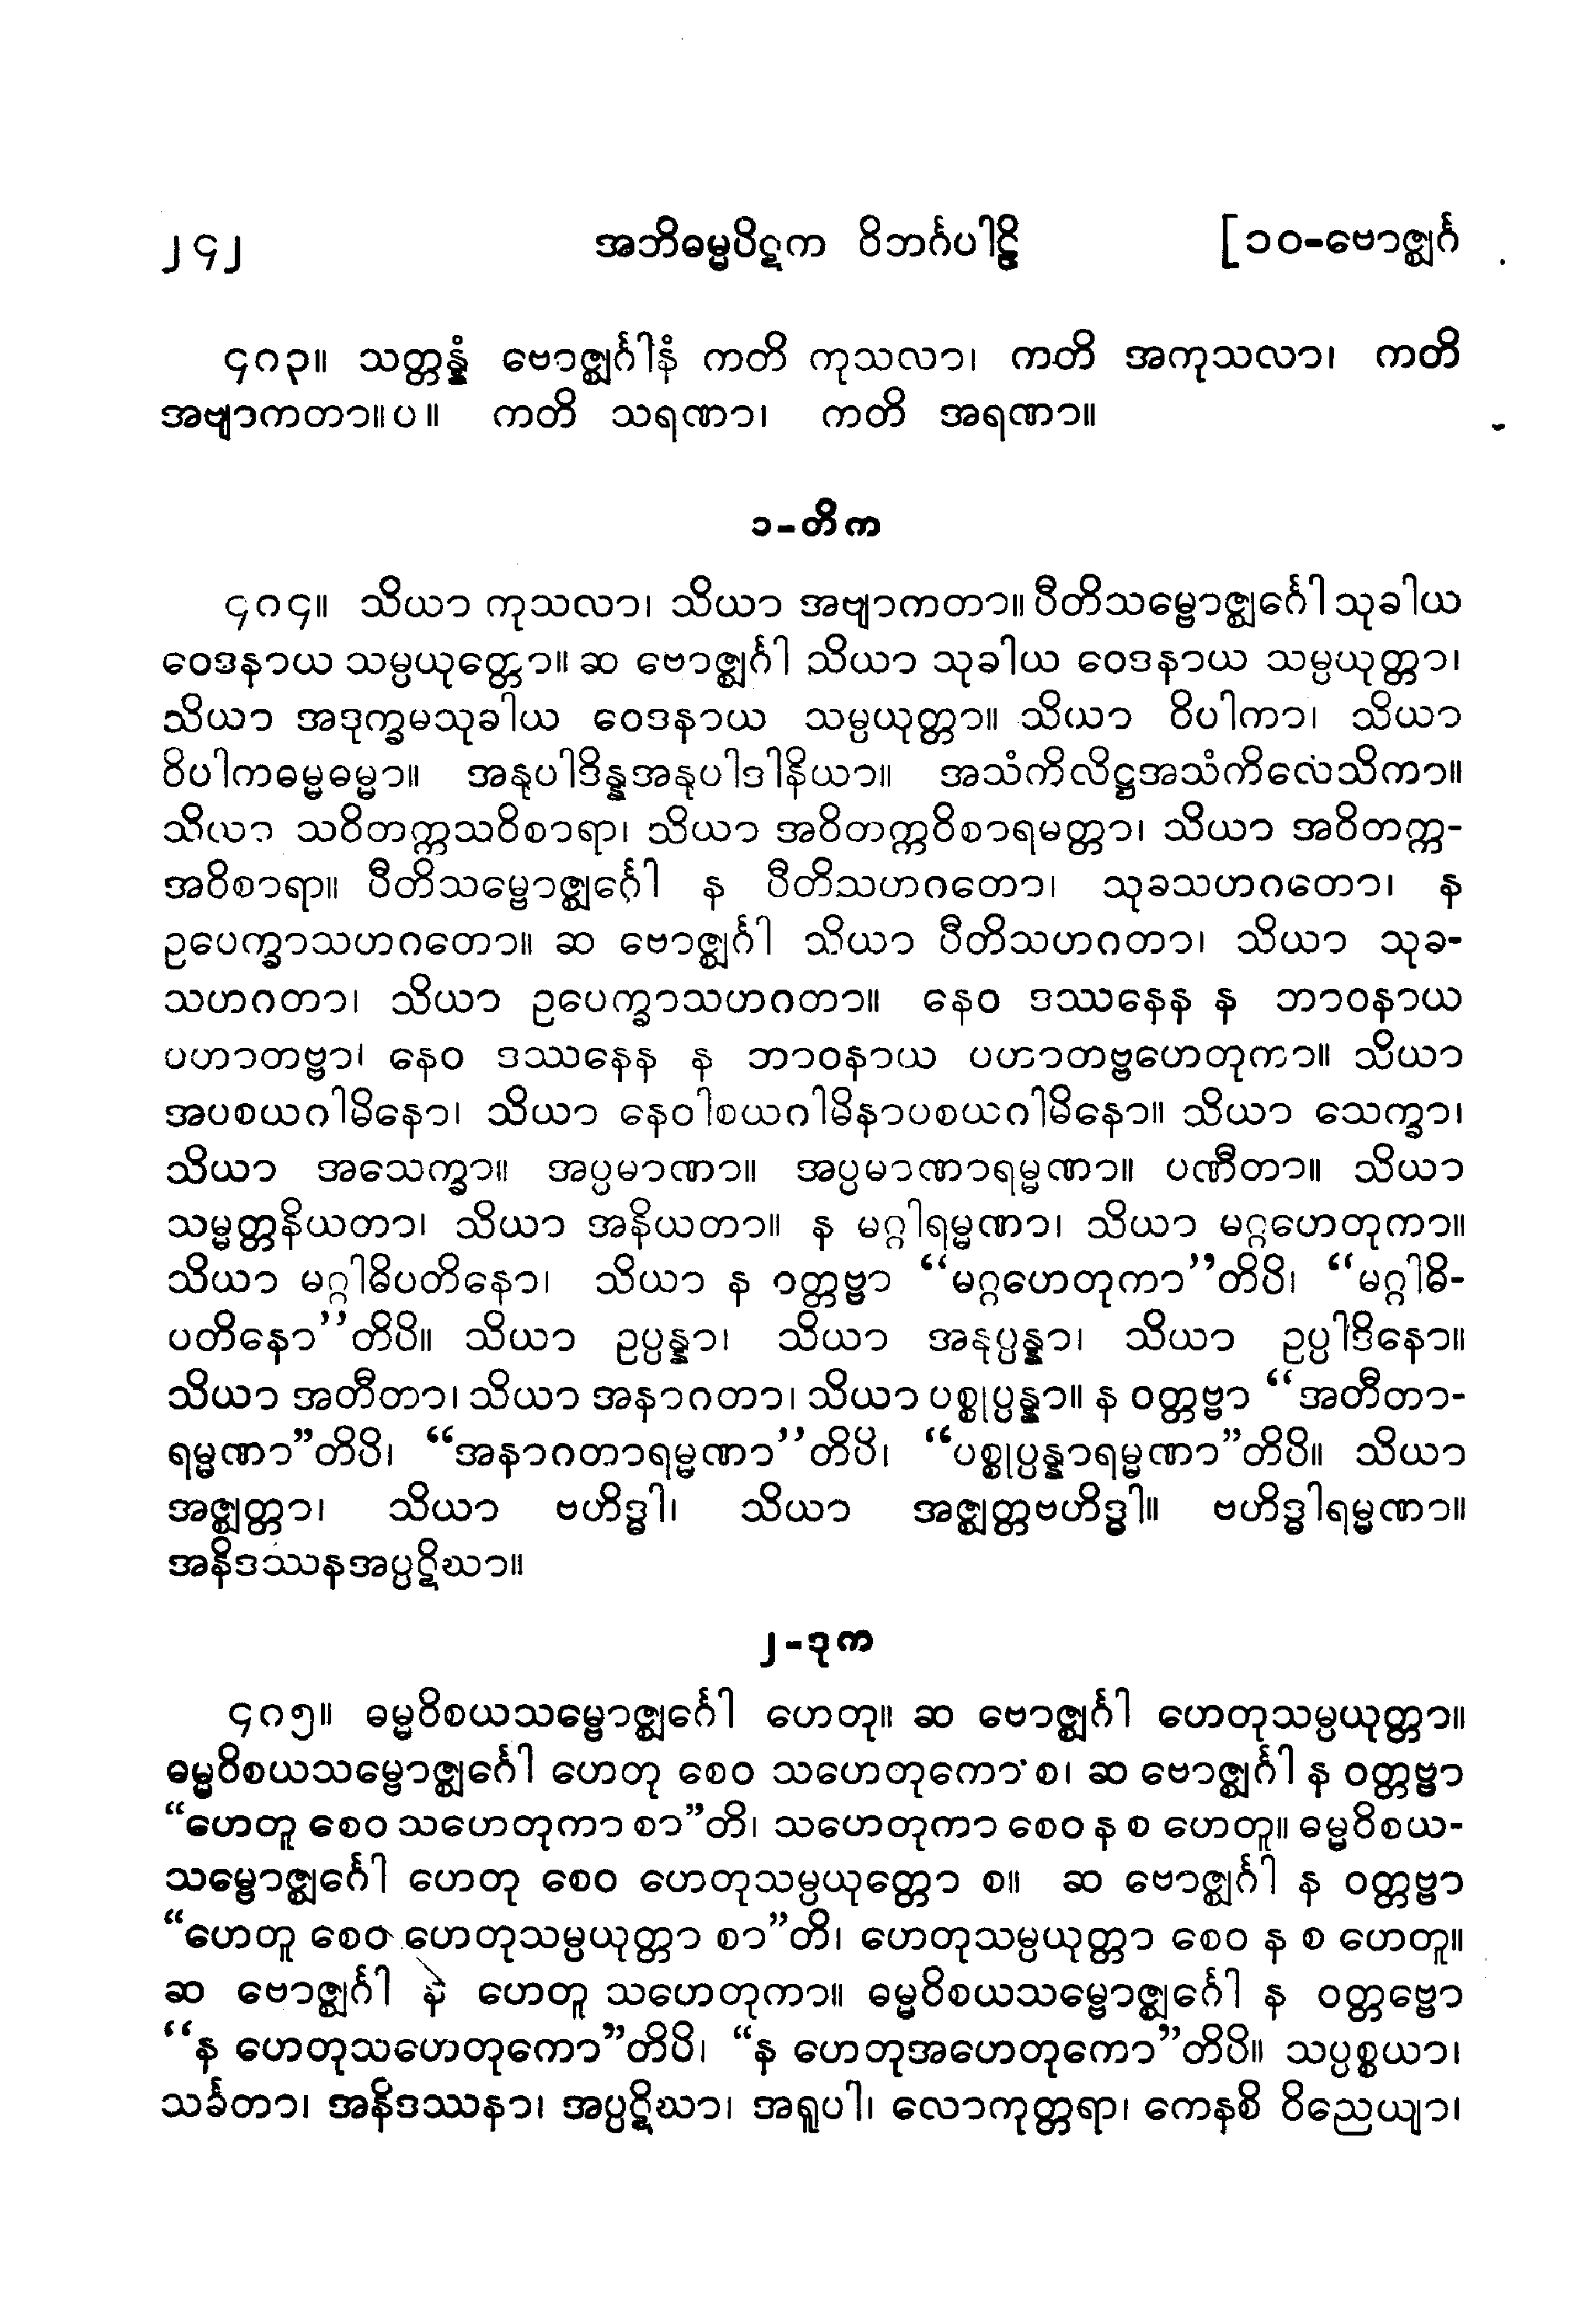 ၂၄၂ အဘိဓမ္မပိဋက ဝိဘင်္ဂပါဠိ [၁၀-ဗောဇ္ဈင်္ဂ
၄၈၃။ သတ္တန္နံ ဗောဇ္ဈင်္ဂါနံ ကတိ ကုသလာ၊ ကတိ အကုသလာ၊ ကတိ
အဗျာကတာ။ပ။ ကတိ သရဏာ၊ ကတိ အရဏာ။
၁-တိက
၄၈၄။ သိယာ ကုသလာ၊ သိယာ အဗျာကတာ။ ပီတိသမ္ဗောဇ္ဈင်္ဂေါ သုခါယ
ဝေဒနာယ သမ္ပယုတ္တော။ ဆ ဗောဇ္ဈင်္ဂါ သိယာ သုခါယ ဝေဒနာယ သမ္ပယုတ္တာ၊
သိယာ အဒုက္ခမသုခါယ ဝေဒနာယ သမ္ပယုတ္တာ။ သိယာ ဝိပါကာ၊ သိယာ
ဝိပါကဓမ္မဓမ္မာ။ အနုပါဒိန္နအနုပါဒါနိယာ။ အသံကိလိဋ္ဌအသံကိလေသိကာ။
သိယာ သဝိတက္ကသဝိစာရာ၊ သိယာ အဝိတက္ကဝိစာရမတ္တာ၊ သိယာ အဝိတက္က-
အဝိစာရာ။ ပီတိသမ္ဗောဇ္ဈင်္ဂေါ န ပီတိသဟဂတော၊ သုခသဟဂတော၊ န
ဥပေက္ခာသဟဂတော။ ဆ ဗောဇ္ဈင်္ဂါ သိယာ ပီတိသဟဂတာ၊ သိယာ သုခ-
သဟဂတာ၊ သိယာ ဥပေက္ခာသဟဂတာ။ နေဝ ဒဿနေန န ဘာဝနာယ
ပဟာတဗ္ဗာ၊ နေဝ ဒဿနေန န ဘာဝနာယ ပဟာတဗ္ဗဟေတုကာ။ သိယာ
အပစယဂါမိနော၊ သိယာ နေဝါစယဂါမိနာပစယဂါမိနော။ သိယာ သေက္ခာ၊
သိယာ အသေက္ခာ။ အပ္ပမာဏာ။ အပ္ပမာဏာရမ္မဏာ။ ပဏီတာ။ သိယာ
သမ္မတ္တနိယတာ၊ သိယာ အနိယတာ။ န မဂ္ဂါရမ္မဏာ၊ သိယာ မဂ္ဂဟေတုကာ။
သိယာ မဂ္ဂါဓိပတိနော၊ သိယာ န ဝတ္တဗ္ဗာ “မဂ္ဂဟေတုကာ”တိပိ၊ “မဂ္ဂါဓိ-
ပတိနော”တိပိ။ သိယာ ဥပ္ပန္နာ၊ သိယာ အနုပ္ပန္နာ၊ သိယာ ဥပ္ပါဒိနော။
သိယာ အတီတာ၊ သိယာ အနာဂတာ၊ သိယာ ပစ္စုပ္ပန္နာ။ န ဝတ္တဗ္ဗာ “အတီတာ-
ရမ္မဏာ”တိပိ၊ “အနာဂတာရမ္မဏာ”တိပိ၊ “ပစ္စုပ္ပန္နာရမ္မဏာ”တိပိ။ သိယာ
အဇ္ဈတ္တာ၊ သိယာ ဗဟိဒ္ဓါ၊ သိယာ အဇ္ဈတ္တဗဟိဒ္ဓါ။ ဗဟိဒ္ဓါရမ္မဏာ။
အနိဒဿနအပ္ပဋိဃာ။
၂-ဒုက
၄၈၅။ ဓမ္မဝိစယသမ္ဗောဇ္ဈင်္ဂေါ ဟေတု။ ဆ ဗောဇ္ဈင်္ဂါ ဟေတုသမ္ပယုတ္တာ။
ဓမ္မဝိစယသမ္ဗောဇ္ဈင်္ဂေါ ဟေတု စေဝ သဟေတုကော စ၊ ဆ ဗောဇ္ဈင်္ဂါ န ဝတ္တဗ္ဗာ
“ဟေတူ စေဝ သဟေတုကာ စာ”တိ၊ သဟေတုကာ စေဝ န စ ဟေတူ။ ဓမ္မဝိစယ-
သမ္ဗောဇ္ဈင်္ဂေါ ဟေတု စေဝ ဟေတုသမ္ပယုတ္တော စ။ ဆ ဗောဇ္ဈင်္ဂါ န ဝတ္တဗ္ဗာ
“ဟေတူ စေဝ ဟေတုသမ္ပယုတ္တာ စာ”တိ၊ ဟေတုသမ္ပယုတ္တာ စေဝ န စ ဟေတူ။
ဆ ဗောဇ္ဈင်္ဂါ န ဟေတူ သဟေတုကာ။ ဓမ္မဝိစယသမ္ဗောဇ္ဈင်္ဂေါ န ဝတ္တဗ္ဗော
“န ဟေတုသဟေတုကော”တိပိ၊ “န ဟေတုအဟေတုကော”တိပိ။ သပ္ပစ္စယာ၊
သင်္ခတာ၊ အနိဒဿနာ၊ အပ္ပဋိဃာ၊ အရူပါ၊ လောကုတ္တရာ၊ ကေနစိ ဝိညေယျာ၊